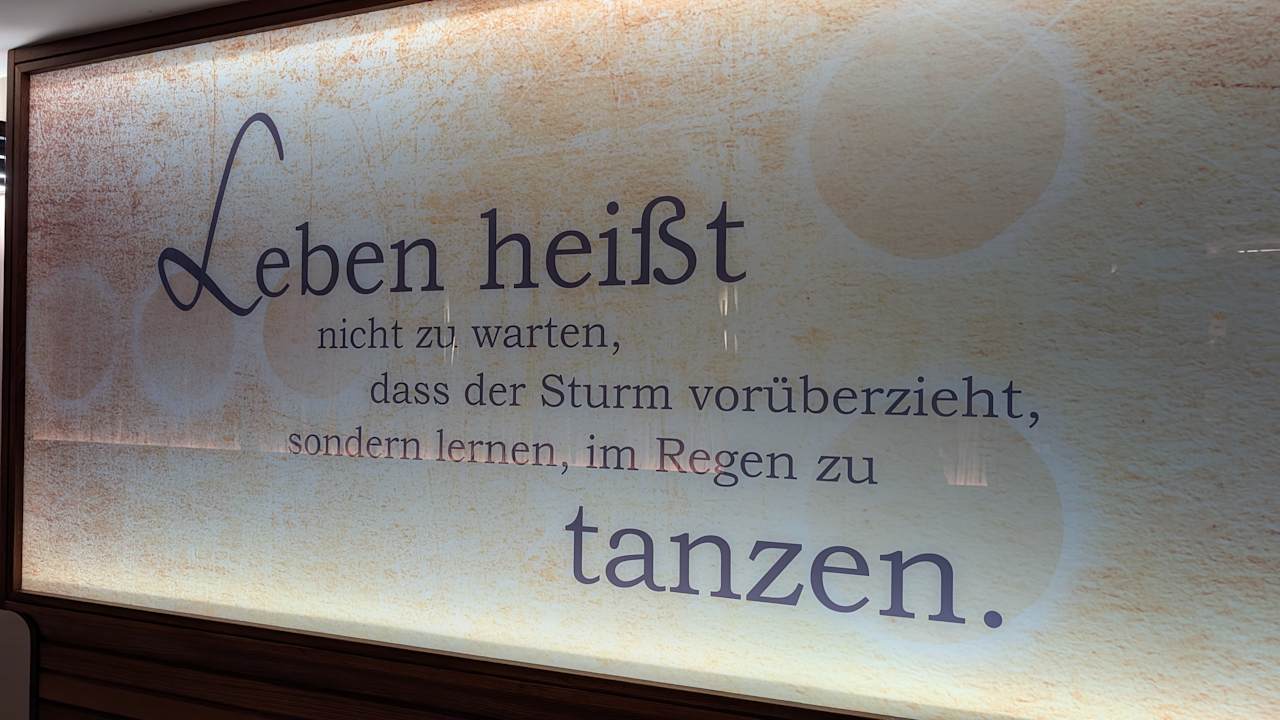 Leben heißt
nicht zu warten,
dass der Sturm vorüberzieht,
sondern lernen, im Regen zu
tanzen.